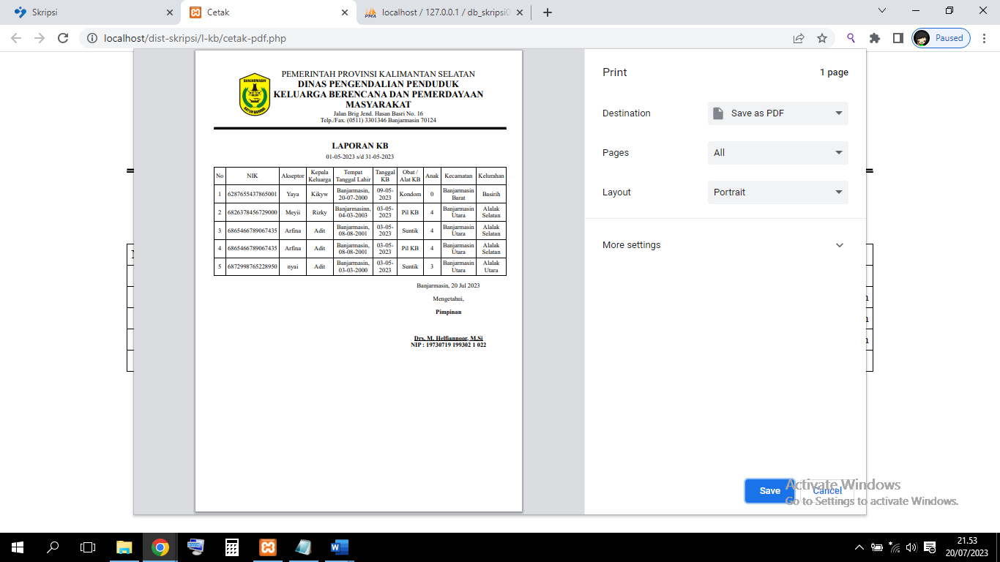 Skripsi
Cetak
localhost / 127.0.0.1 / db_skripsi
localhost/dist-skripsi/l-kb/cetak-pdf.php
Paused
BANJARMASIN
PEMERINTAH PROVINSI KALIMANTAN SELATAN
DINAS PENGENDALIAN PENDUDUK
KELUARGA BERENCANA DAN PEMERDAYAAN
MASYARAKAT
Jalan Brig Jend. Hasan Basri No. 16
Telp./Fax. (0511) 3301346 Banjarmasin 70124
LAPORAN KB
01-05-2023 s/d 31-05-2023
No NIK Akseptor Kepala Keluarga Tempat Tanggal Lahir Tanggal KB Obat / Alat KB Anak Kecamatan Kelurahan
1 6287655437865001 Yaya Kikyw Banjarmasin, 20-07-2000 09-05-2023 Kondom 0 Banjarmasin Barat Basirih
2 6826378456729000 Meyii Rizky Banjarmasinn, 04-03-2003 03-05-2023 Pil KB 4 Banjarmasin Utara Alalak Selatan
3 6865466789067435 Arfina Adit Banjarmasin, 08-08-2001 03-05-2023 Suntik 4 Banjarmasin Utara Alalak Selatan
4 6865466789067435 Arfina Adit Banjarmasin, 08-08-2001 03-05-2023 Pil KB 4 Banjarmasin Utara Alalak Selatan
5 6872998765228950 nyai Adit Banjarmasin, 03-03-2000 03-05-2023 Suntik 3 Banjarmasin Utara Alalak Utara
Banjarmasin, 20 Jul 2023
Mengetahui,
Pimpinan
Drs. M. Helfiannoor, M.Si
NIP : 19730719 199302 1 022
Print 1 page
Destination Save as PDF
Pages All
Layout Portrait
More settings
Save Cancel
Activate Windows
Go to Settings to activate Windows.
21.53
20/07/2023